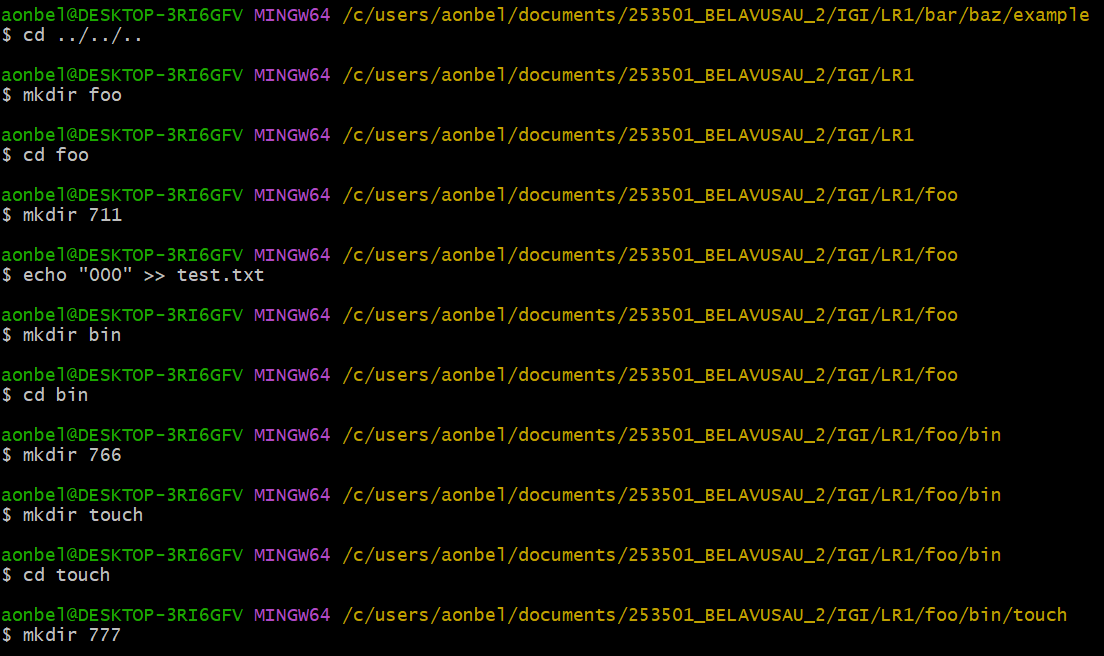 aonbel@DESKTOP-3RI6GFV MINGW64 /c/users/aonbel/documents/253501_BELAVUSAU_2/IGI/LR1/bar/baz/example
$ cd ../../..
aonbel@DESKTOP-3RI6GFV MINGW64 /c/users/aonbel/documents/253501_BELAVUSAU_2/IGI/LR1
$ mkdir foo
aonbel@DESKTOP-3RI6GFV MINGW64 /c/users/aonbel/documents/253501_BELAVUSAU_2/IGI/LR1
$ cd foo
aonbel@DESKTOP-3RI6GFV MINGW64 /c/users/aonbel/documents/253501_BELAVUSAU_2/IGI/LR1/foo
$ mkdir 711
aonbel@DESKTOP-3RI6GFV MINGW64 /c/users/aonbel/documents/253501_BELAVUSAU_2/IGI/LR1/foo
$ echo "OOO" >> test.txt
aonbel@DESKTOP-3RI6GFV MINGW64 /c/users/aonbel/documents/253501_BELAVUSAU_2/IGI/LR1/foo
$ mkdir bin
aonbel@DESKTOP-3RI6GFV MINGW64 /c/users/aonbel/documents/253501_BELAVUSAU_2/IGI/LR1/foo
$ cd bin
aonbel@DESKTOP-3RI6GFV MINGW64 /c/users/aonbel/documents/253501_BELAVUSAU_2/IGI/LR1/foo/bin
$ mkdir 766
aonbel@DESKTOP-3RI6GFV MINGW64 /c/users/aonbel/documents/253501_BELAVUSAU_2/IGI/LR1/foo/bin
$ mkdir touch
aonbel@DESKTOP-3RI6GFV MINGW64 /c/users/aonbel/documents/253501_BELAVUSAU_2/IGI/LR1/foo/bin
$ cd touch
aonbel@DESKTOP-3RI6GFV MINGW64 /c/users/aonbel/documents/253501_BELAVUSAU_2/IGI/LR1/foo/bin/touch
$ mkdir 777